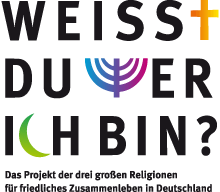 WEISST
DU WER
ICH BIN?
Das Projekt der drei großen Religionen
für friedliches Zusammenleben in Deutschland